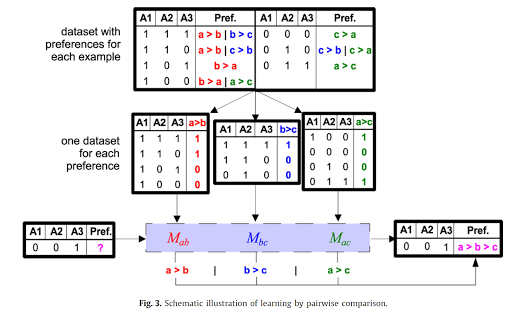 dataset with
preferences for
each example
A1 A2 A3 Pref. A1 A2 A3 Pref.
1 1 1 a > b | b > c 0 0 0 c > a
1 1 0 a > b | c > b 0 1 0 c > b | c > a
1 0 1 b > a 0 1 1 a > c
1 0 0 b > a | a > c
one dataset
for each
preference
A1 A2 A3 a>b
1 1 1 1
1 1 0 1
1 0 1 0
1 0 0 0
A1 A2 A3 b>c
1 1 1 1
1 1 0 0
0 1 0 0
A1 A2 A3 a>c
1 0 0 1
0 0 0 0
0 1 0 0
0 1 1 1
A1 A2 A3 Pref.
0 0 1 ?
Mab Mbc Mac
A1 A2 A3 Pref.
0 0 1 a > b > c
a > b | b > c | a > c
Fig. 3. Schematic illustration of learning by pairwise comparison.